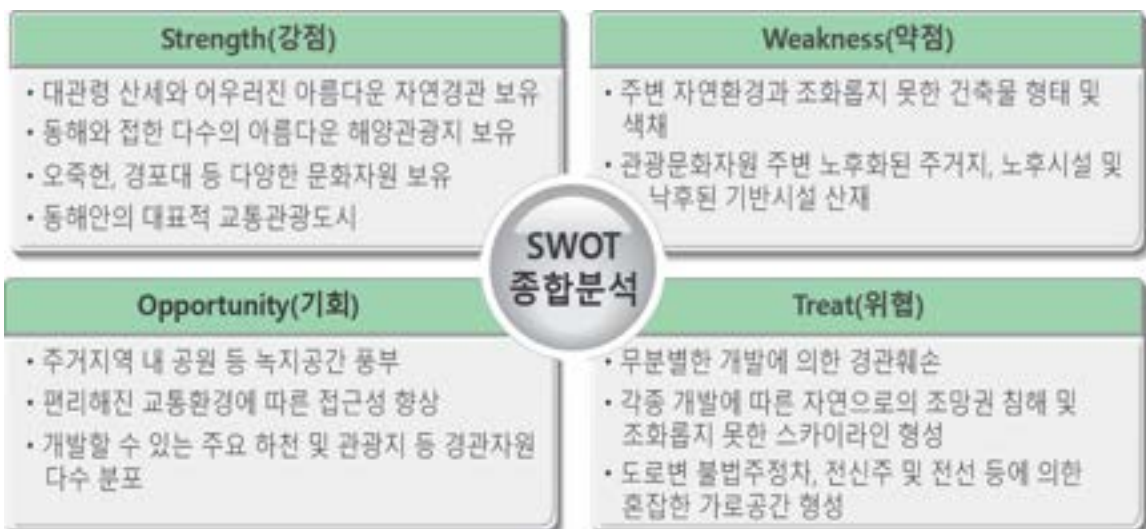 Strength(강점)
• 대관령 산세와 어우러진 아름다운 자연경관 보유
• 동해와 접한 다수의 아름다운 해양관광지 보유
• 오죽헌, 경포대 등 다양한 문화자원 보유
• 동해안의 대표적 교통관광도시
Weakness(약점)
• 주변 자연환경과 조화롭지 못한 건축물 형태 및
색채
• 관광문화자원 주변 노후화된 주거지, 노후시설 및
낙후된 기반시설 산재
SWOT
종합분석
Opportunity(기회)
• 주거지역 내 공원 등 녹지공간 풍부
• 편리해진 교통환경에 따른 접근성 향상
• 개발할 수 있는 주요 하천 및 관광지 등 경관자원
다수 분포
Treat(위협)
• 무분별한 개발에 의한 경관훼손
• 각종 개발에 따른 자연으로의 조망권 침해 및
조화롭지 못한 스카이라인 형성
• 도로변 불법주정차, 전신주 및 전선 등에 의한
혼잡한 가로공간 형성